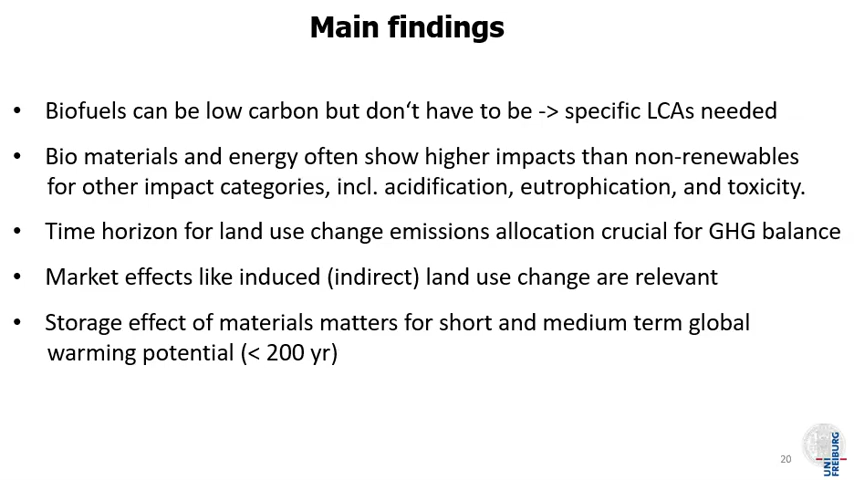 Main findings
• Biofuels can be low carbon but don‘t have to be -> specific LCAs needed
• Bio materials and energy often show higher impacts than non-renewables
for other impact categories, incl. acidification, eutrophication, and toxicity.
• Time horizon for land use change emissions allocation crucial for GHG balance
• Market effects like induced (indirect) land use change are relevant
• Storage effect of materials matters for short and medium term global
warming potential (< 200 yr)
20
UNI
FREIBURG